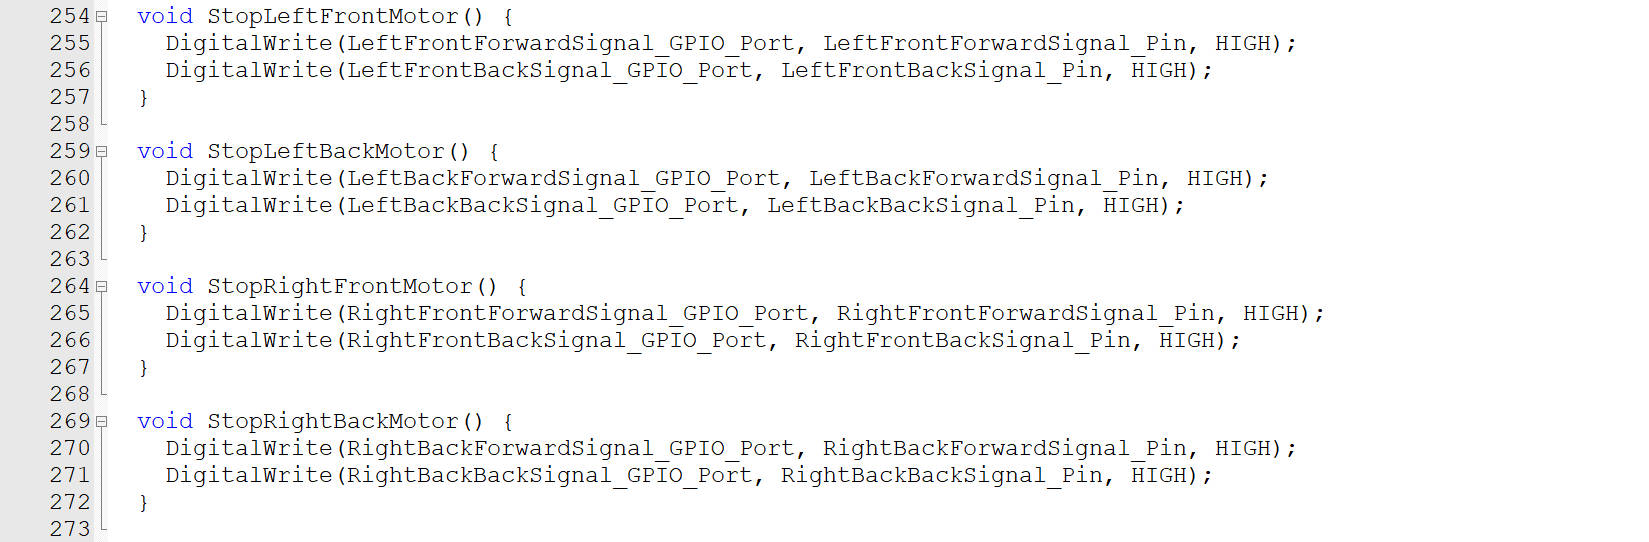 254 void StopLeftFrontMotor() {
255 DigitalWrite(LeftFrontForwardSignal_GPIO_Port, LeftFrontForwardSignal_Pin, HIGH);
256 DigitalWrite(LeftFrontBackSignal_GPIO_Port, LeftFrontBackSignal_Pin, HIGH);
257 }
258
259 void StopLeftBackMotor() {
260 DigitalWrite(LeftBackForwardSignal_GPIO_Port, LeftBackForwardSignal_Pin, HIGH);
261 DigitalWrite(LeftBackBackSignal_GPIO_Port, LeftBackBackSignal_Pin, HIGH);
262 }
263
264 void StopRightFrontMotor() {
265 DigitalWrite(RightFrontForwardSignal_GPIO_Port, RightFrontForwardSignal_Pin, HIGH);
266 DigitalWrite(RightFrontBackSignal_GPIO_Port, RightFrontBackSignal_Pin, HIGH);
267 }
268
269 void StopRightBackMotor() {
270 DigitalWrite(RightBackForwardSignal_GPIO_Port, RightBackForwardSignal_Pin, HIGH);
271 DigitalWrite(RightBackBackSignal_GPIO_Port, RightBackBackSignal_Pin, HIGH);
272 }
273